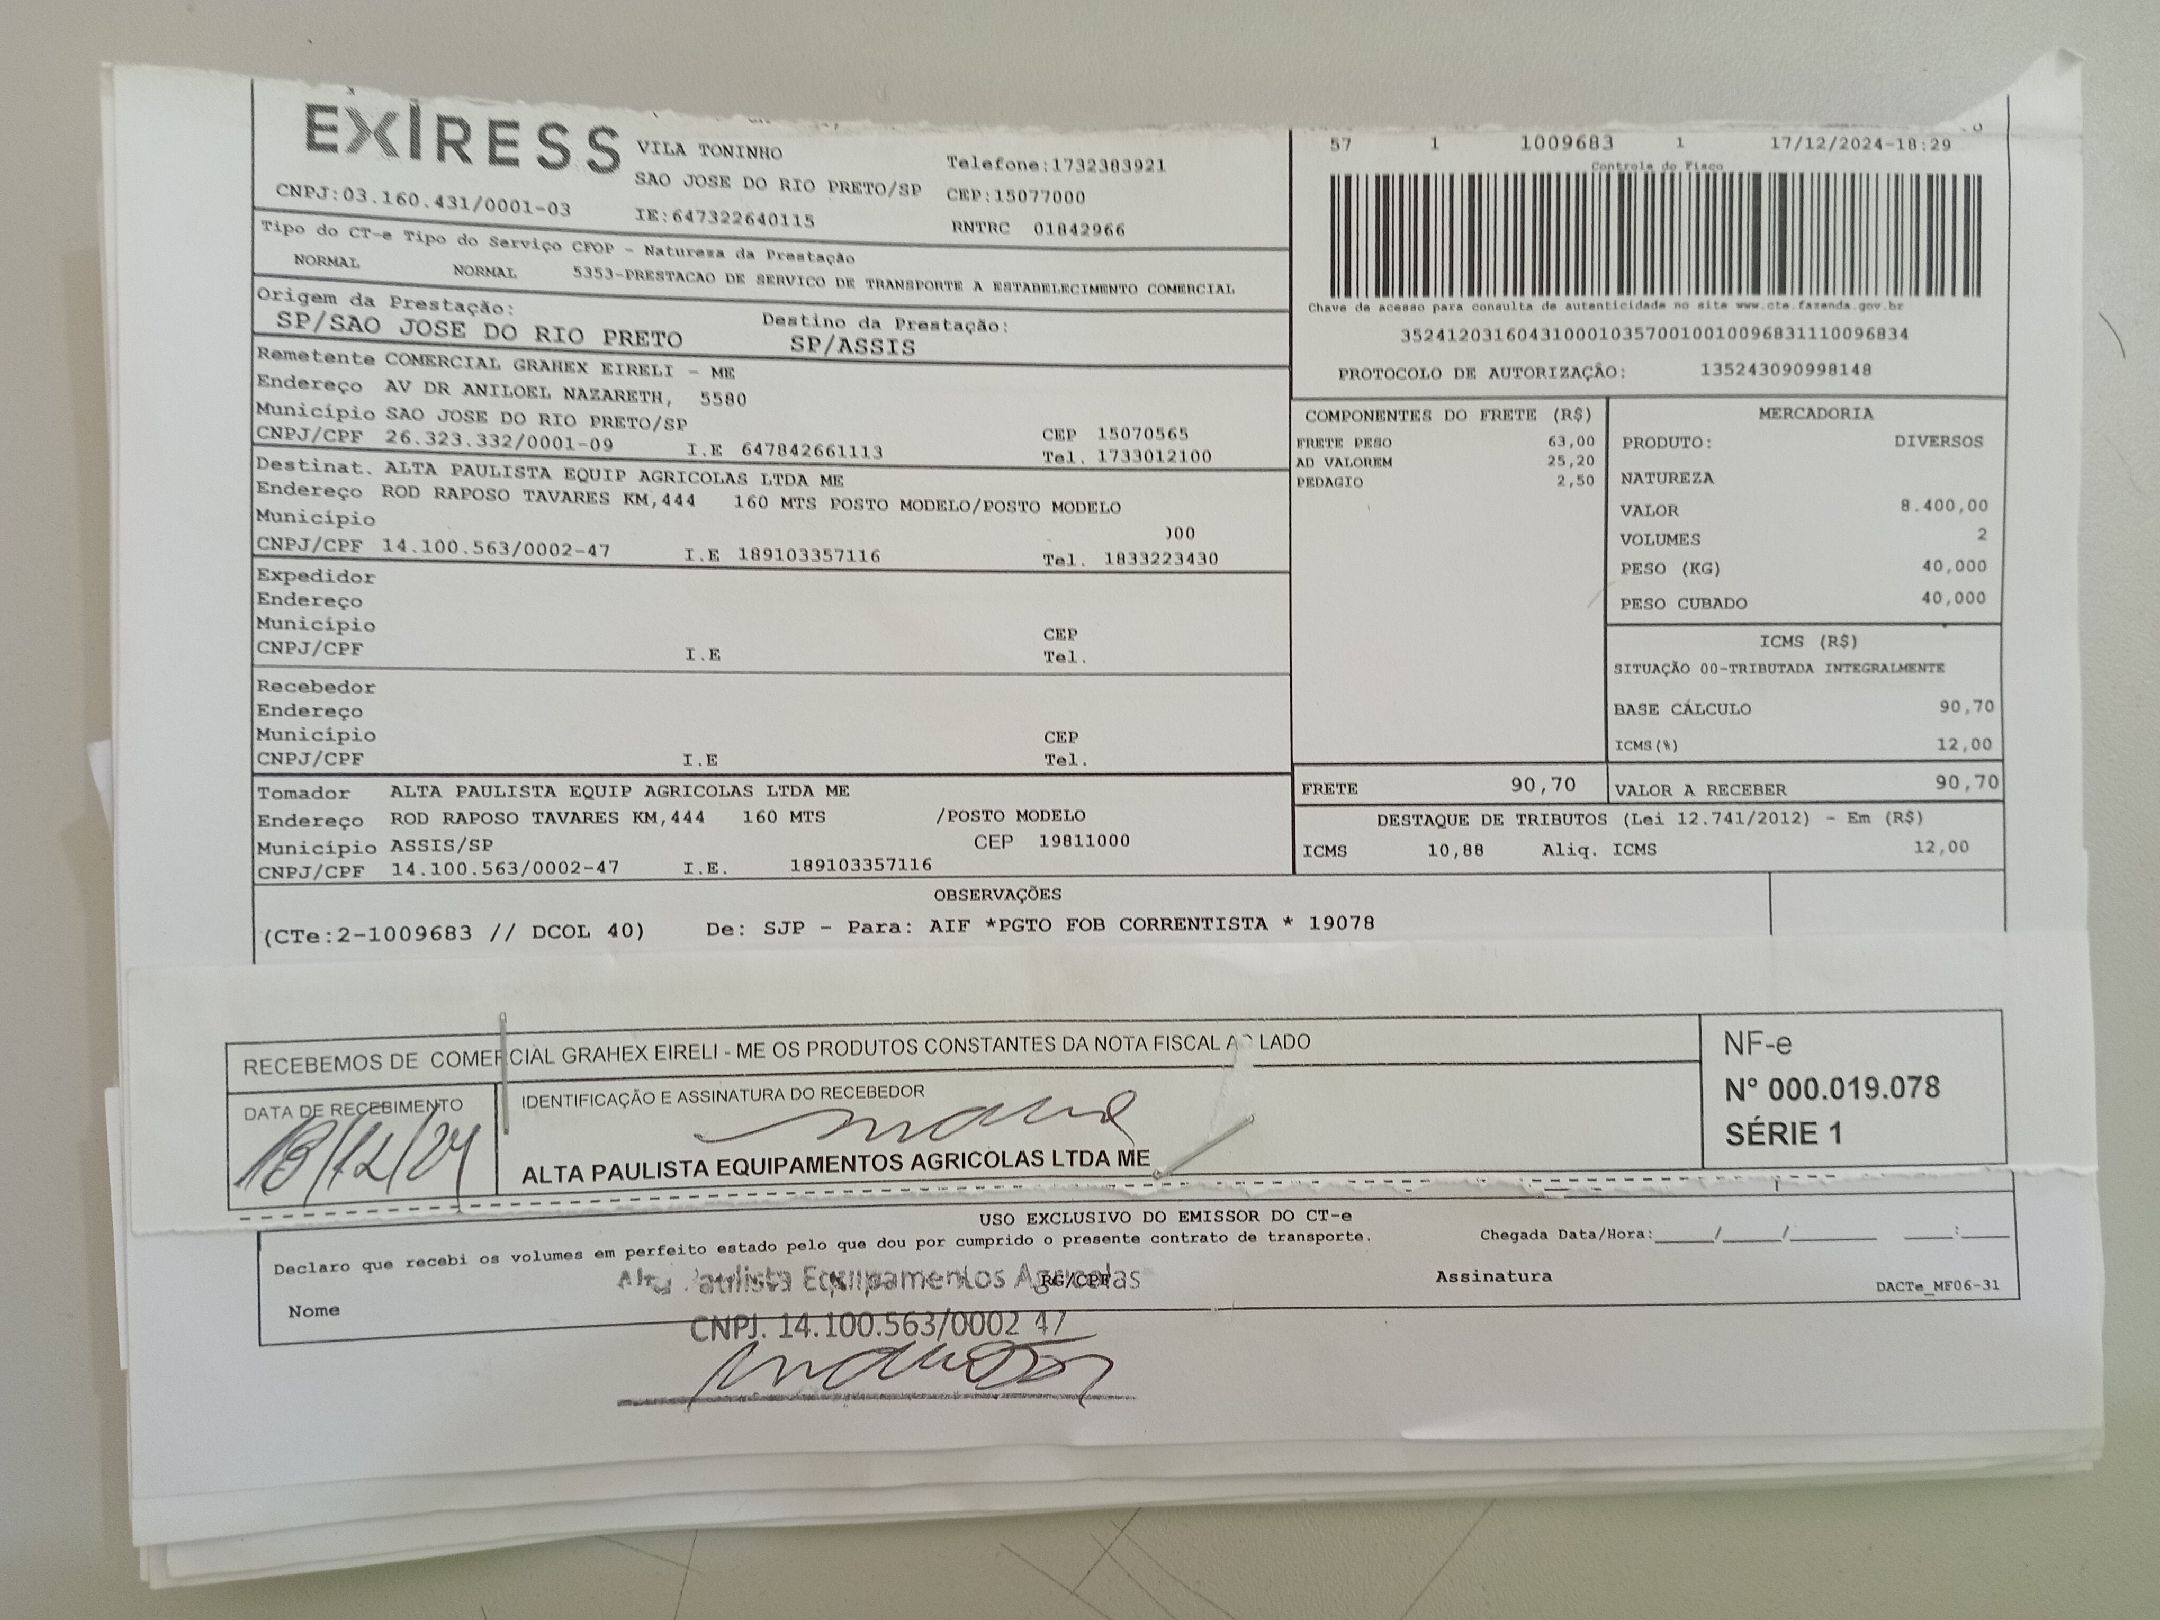 EXPRESS
VILA TONINHO
Telefone:1732383921
SAO JOSE DO RIO PRETO/SP CEP:15077000
CNPJ:03.160.431/0001-03 IE:647322640115 RNTRC 01842966
57 1 1009683 1 17/12/2024-18:29
Controle do Fisco
Tipo do CT-e Tipo do Serviço CFOP - Natureza da Prestação
NORMAL NORMAL 5353-PRESTACAO DE SERVICO DE TRANSPORTE A ESTABELECIMENTO COMERCIAL
Origem da Prestação: Destino da Prestação:
SP/SAO JOSE DO RIO PRETO SP/ASSIS
Chave de acesso para consulta de autenticidade no site www.cte.fazenda.gov.br
35241203160431000103570010010096831110096834
PROTOCOLO DE AUTORIZAÇÃO: 135243090998148
Remetente COMERCIAL GRAHEX EIRELI - ME
Endereço AV DR ANILOEL NAZARETH, 5580
Município SAO JOSE DO RIO PRETO/SP CEP 15070565
CNPJ/CPF 26.323.332/0001-09 I.E 647842661113 Tel. 1733012100
Destinat. ALTA PAULISTA EQUIP AGRICOLAS LTDA ME
Endereço ROD RAPOSO TAVARES KM,444 160 MTS POSTO MODELO/POSTO MODELO
Município 000
CNPJ/CPF 14.100.563/0002-47 I.E 189103357116 Tel. 1833223430
Expedidor
Endereço
Município CEP
CNPJ/CPF I.E Tel.
Recebedor
Endereço
Município CEP
CNPJ/CPF I.E Tel.
Tomador ALTA PAULISTA EQUIP AGRICOLAS LTDA ME
Endereço ROD RAPOSO TAVARES KM,444 160 MTS /POSTO MODELO
Município ASSIS/SP CEP 19811000
CNPJ/CPF 14.100.563/0002-47 I.E. 189103357116
COMPONENTES DO FRETE (R$)
FRETE PESO 63,00
AD VALOREM 25,20
PEDAGIO 2,50
MERCADORIA
PRODUTO: DIVERSOS
NATUREZA
VALOR 8.400,00
VOLUMES 2
PESO (KG) 40,000
PESO CUBADO 40,000
ICMS (R$)
SITUAÇÃO 00-TRIBUTADA INTEGRALMENTE
BASE CÁLCULO 90,70
ICMS(%) 12,00
FRETE 90,70 VALOR A RECEBER 90,70
DESTAQUE DE TRIBUTOS (Lei 12.741/2012) - Em (R$)
ICMS 10,88 Aliq. ICMS 12,00
OBSERVAÇÕES
(CTe:2-1009683 // DCOL 40) De: SJP - Para: AIF *PGTO FOB CORRENTISTA * 19078
RECEBEMOS DE COMERCIAL GRAHEX EIRELI - ME OS PRODUTOS CONSTANTES DA NOTA FISCAL AO LADO
DATA DE RECEBIMENTO IDENTIFICAÇÃO E ASSINATURA DO RECEBEDOR
18/12/24
ALTA PAULISTA EQUIPAMENTOS AGRICOLAS LTDA ME
NF-e
Nº 000.019.078
SÉRIE 1
USO EXCLUSIVO DO EMISSOR DO CT-e
Declaro que recebi os volumes em perfeito estado pelo que dou por cumprido o presente contrato de transporte. Chegada Data/Hora:____/____/______ ___:___
Nome RG/CPF Assinatura DACTe_MF06-31
Alta Paulista Equipamentos Agricolas
CNPJ. 14.100.563/0002 47